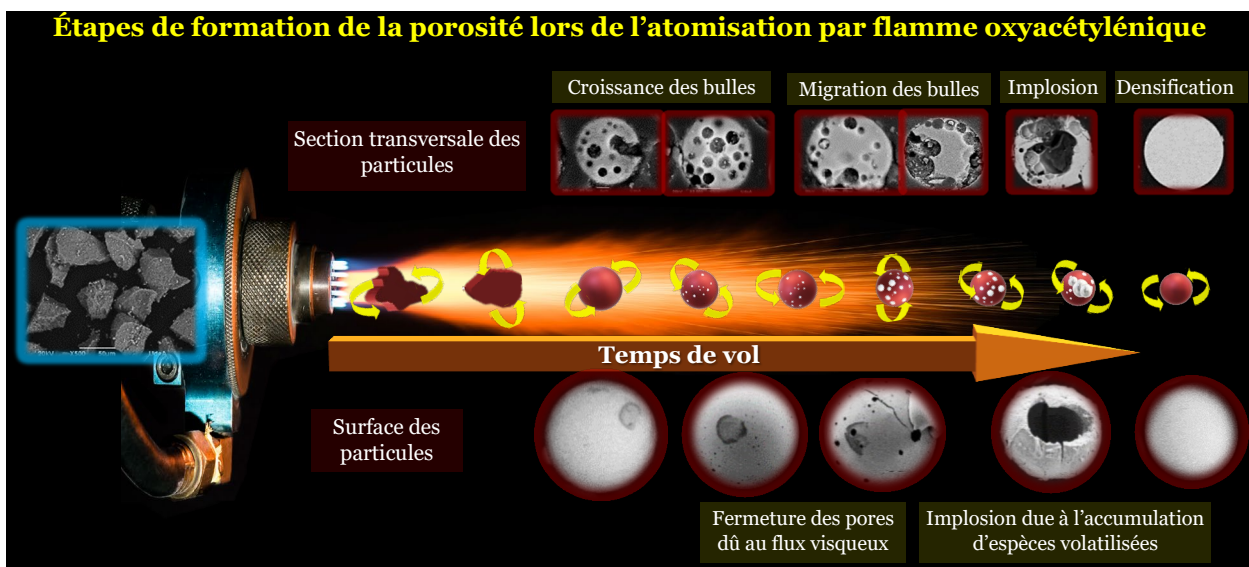 Étapes de formation de la porosité lors de l’atomisation par flamme oxyacétylénique
Croissance des bulles
Migration des bulles
Implosion
Densification
Section transversale des
particules
Temps de vol
Surface des
particules
Fermeture des pores
dû au flux visqueux
Implosion due à l’accumulation
d’espèces volatilisées